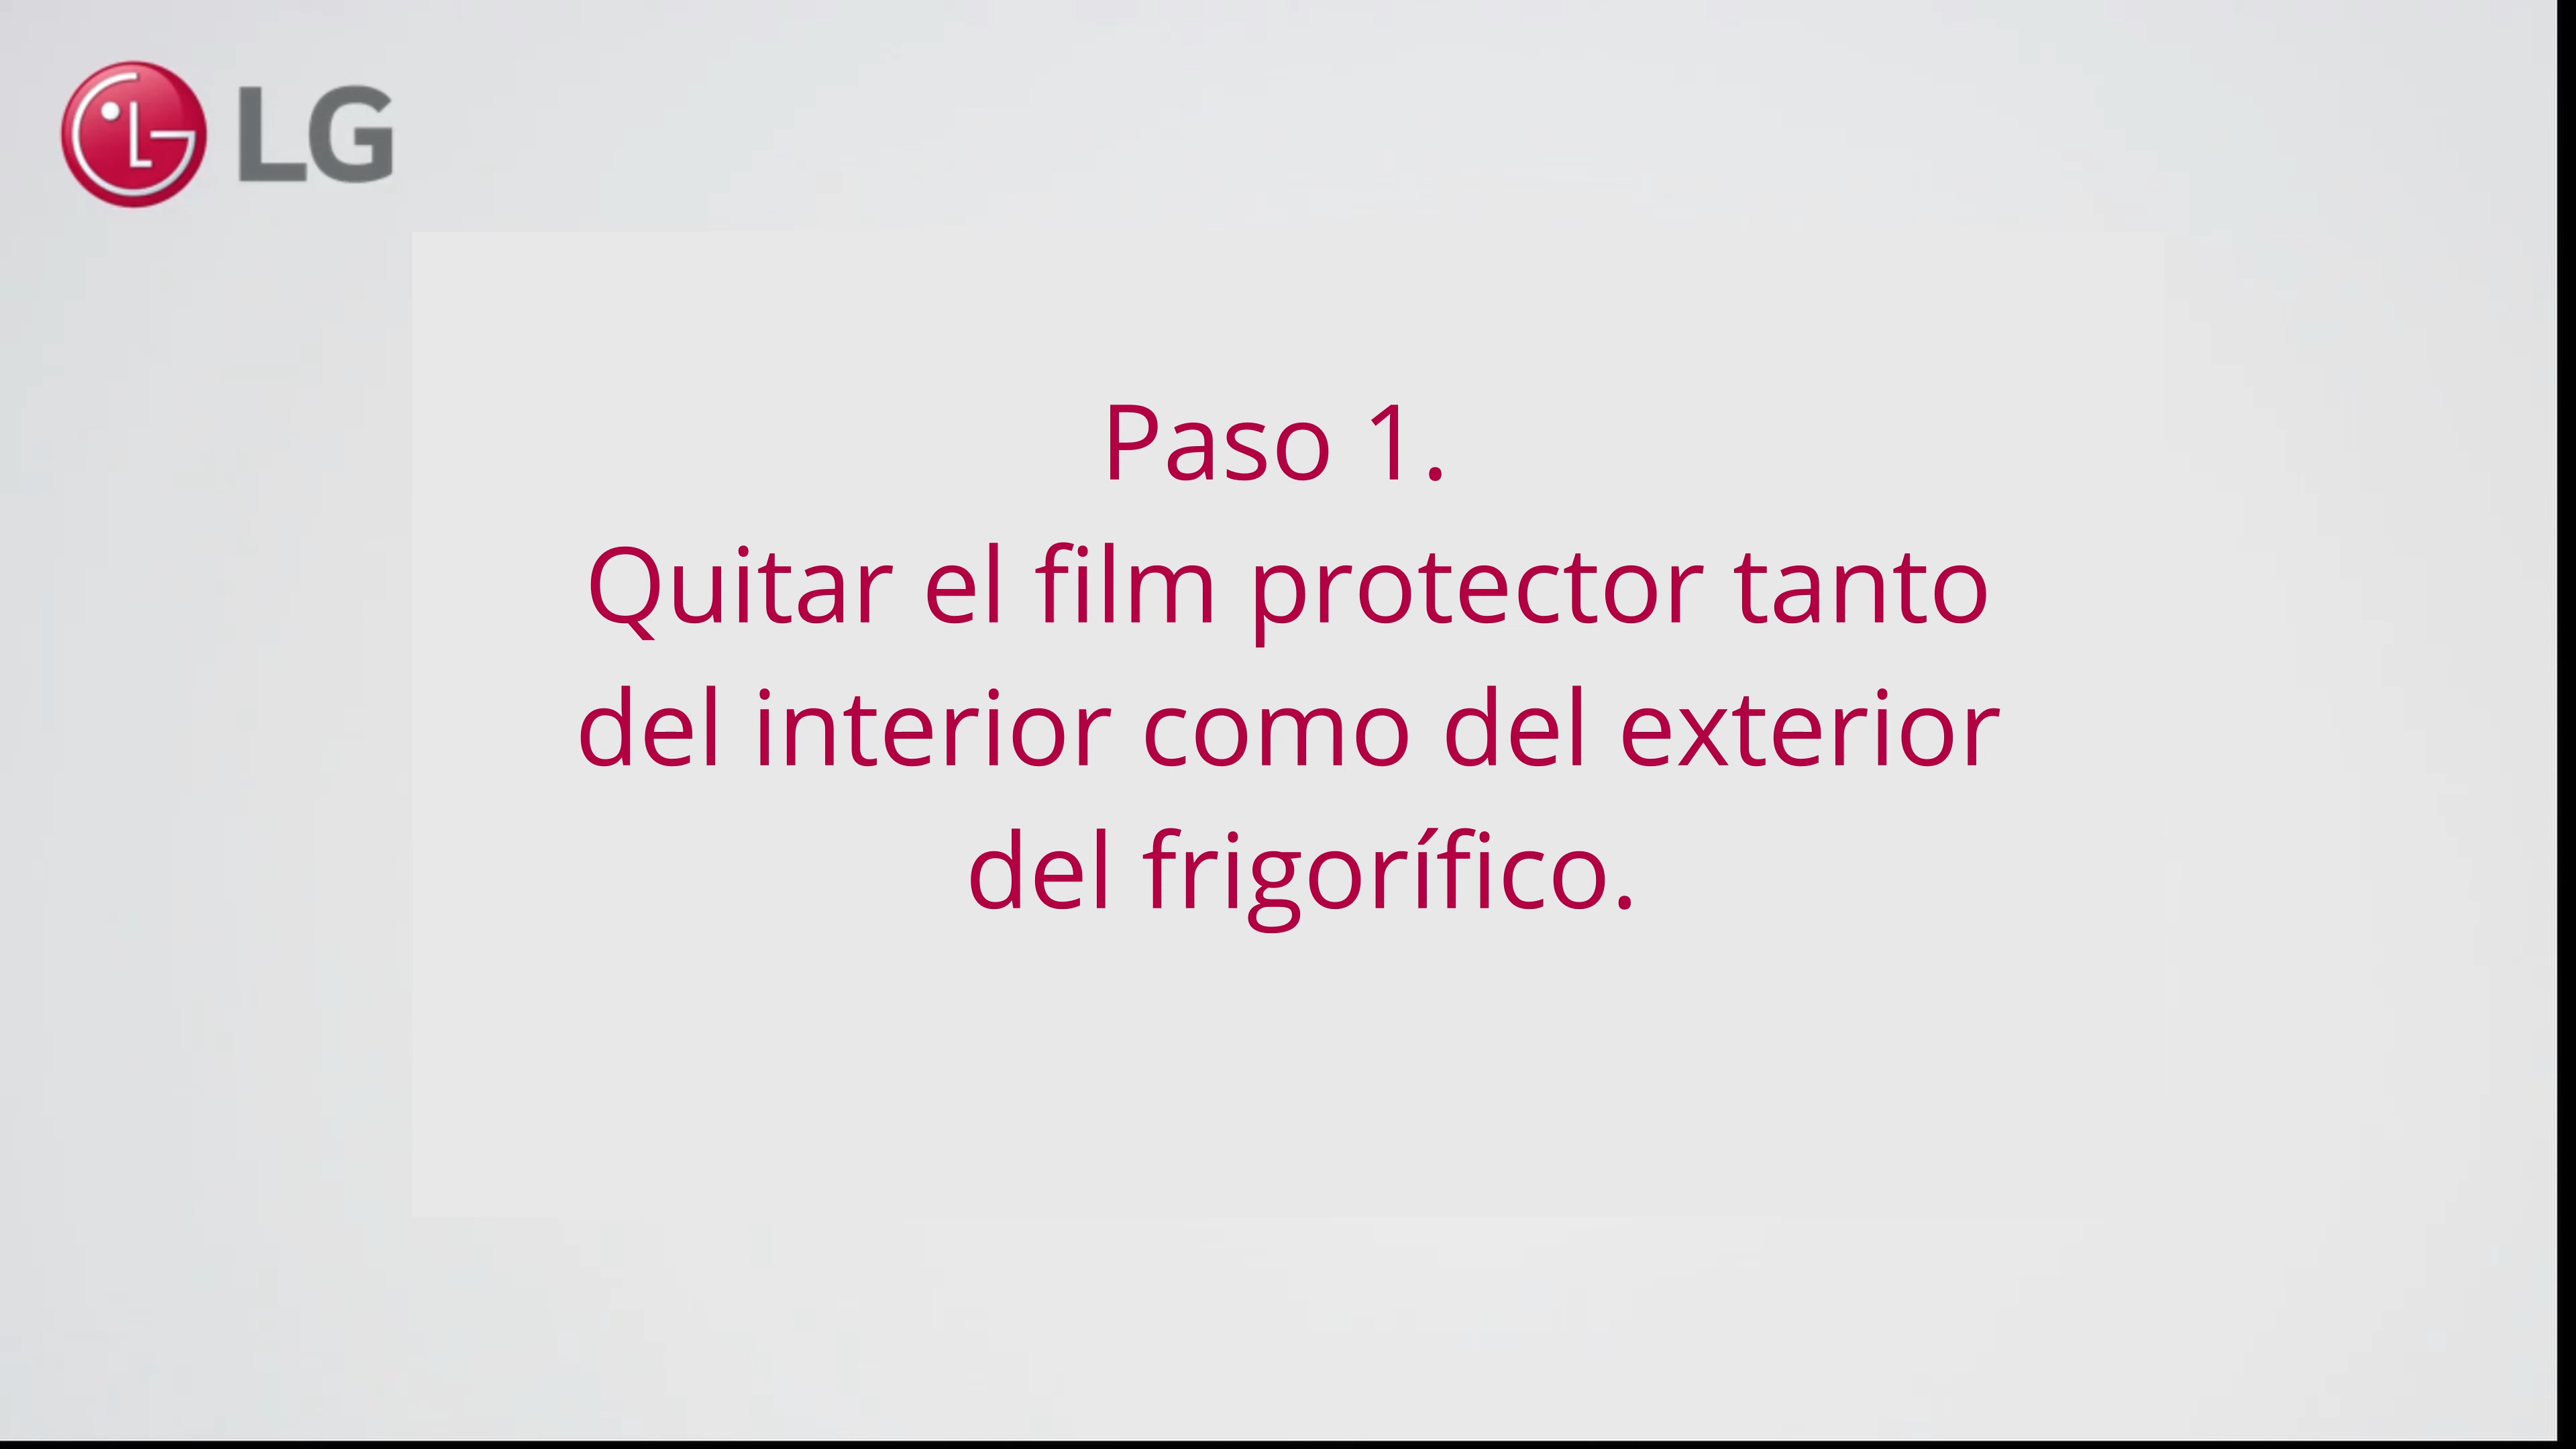 LG
Paso 1.
Quitar el film protector tanto
del interior como del exterior
del frigorífico.